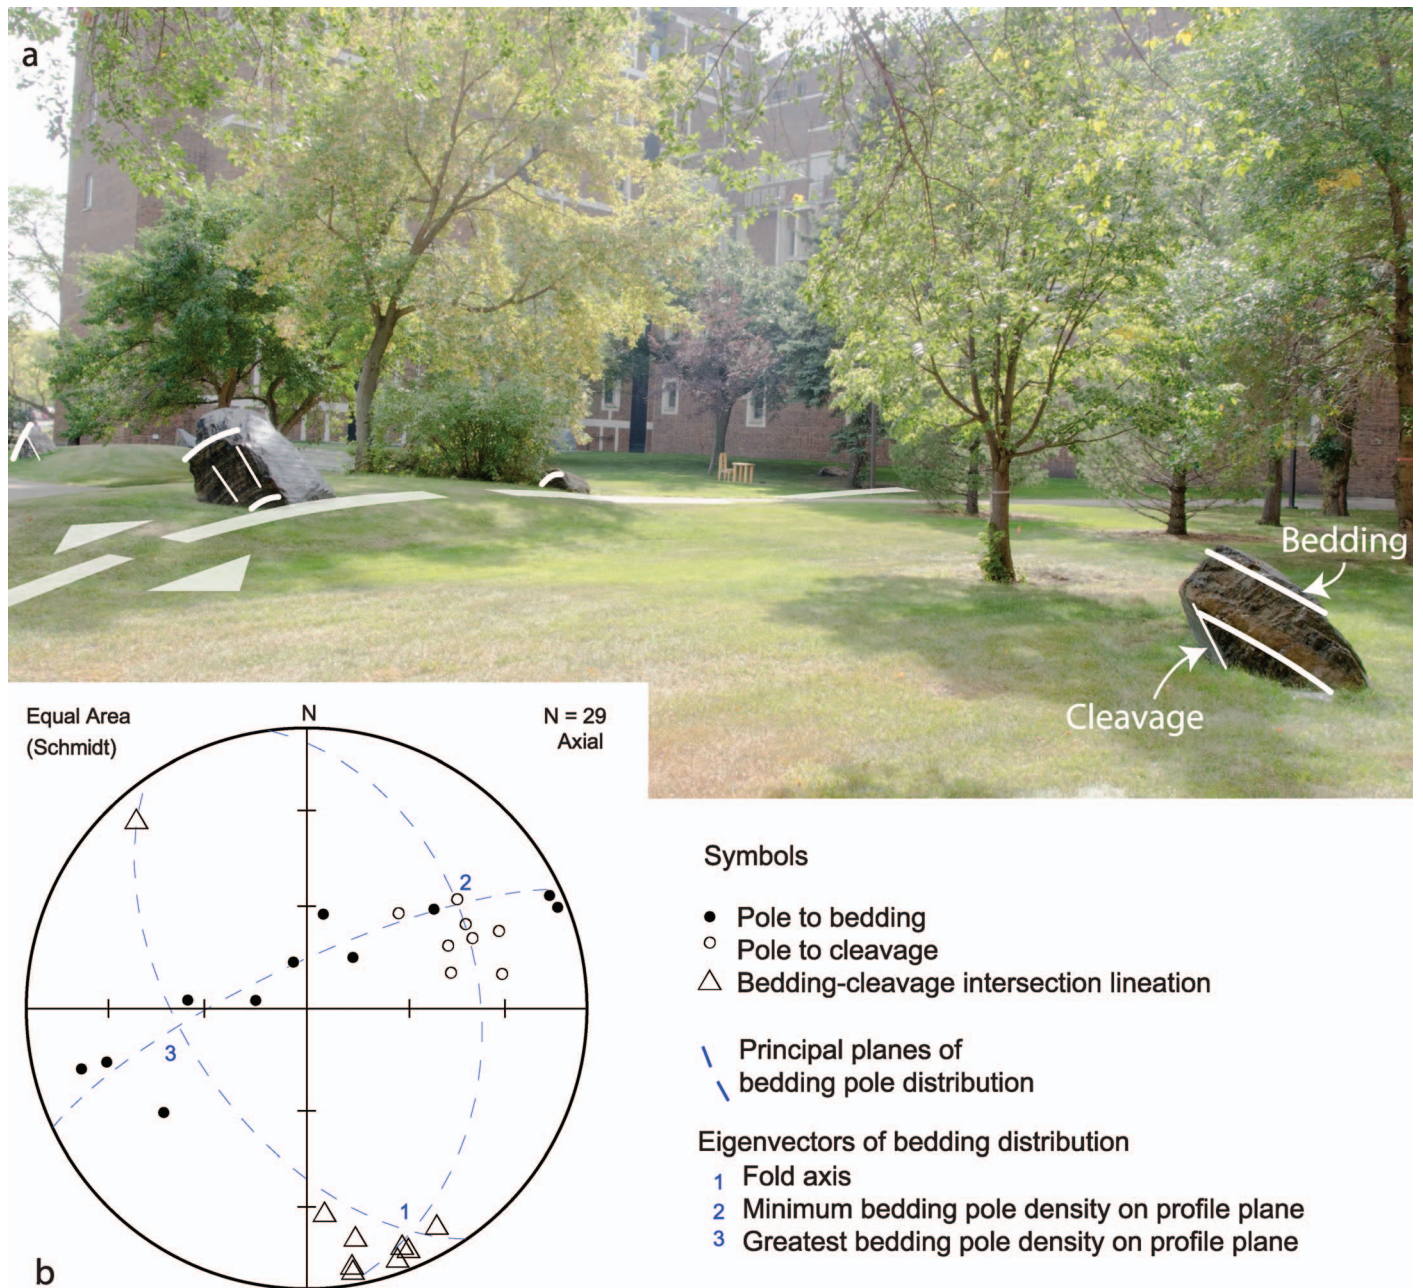 a
Bedding
Cleavage
Equal Area
(Schmidt)
N
N = 29
Axial
2
3
1
b
Symbols
Pole to bedding
Pole to cleavage
Bedding-cleavage intersection lineation
Principal planes of
bedding pole distribution
Eigenvectors of bedding distribution
1 Fold axis
2 Minimum bedding pole density on profile plane
3 Greatest bedding pole density on profile plane